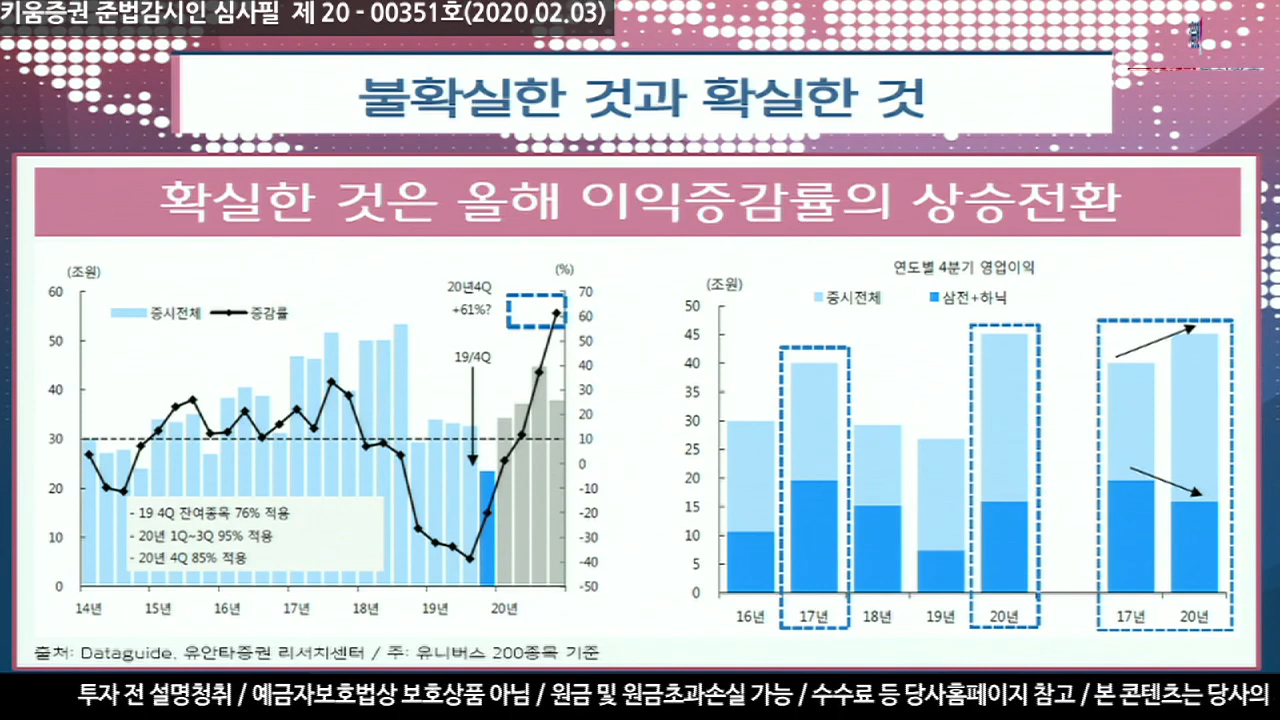 키움증권 준법감시인 심사필 제 20 - 00351호(2020.02.03)
불확실한 것과 확실한 것
확실한 것은 올해 이익증감률의 상승전환
(조원)
(%)
20년4Q
+61%?
증시전체
증감률
19/4Q
60
50
40
30
20
10
0
70
60
50
40
30
20
10
0
-10
-20
-30
-40
-50
- 19 4Q 잔여종목 76% 적용
- 20년 1Q~3Q 95% 적용
- 20년 4Q 85% 적용
14년 15년 16년 17년 18년 19년 20년
연도별 4분기 영업이익
(조원)
증시전체
삼전+하닉
50
45
40
35
30
25
20
15
10
5
0
16년 17년 18년 19년 20년 17년 20년
출처: Dataguide, 유안타증권 리서치센터 / 주: 유니버스 200종목 기준
투자 전 설명청취 / 예금자보호법상 보호상품 아님 / 원금 및 원금초과손실 가능 / 수수료 등 당사홈페이지 참고 / 본 콘텐츠는 당사의